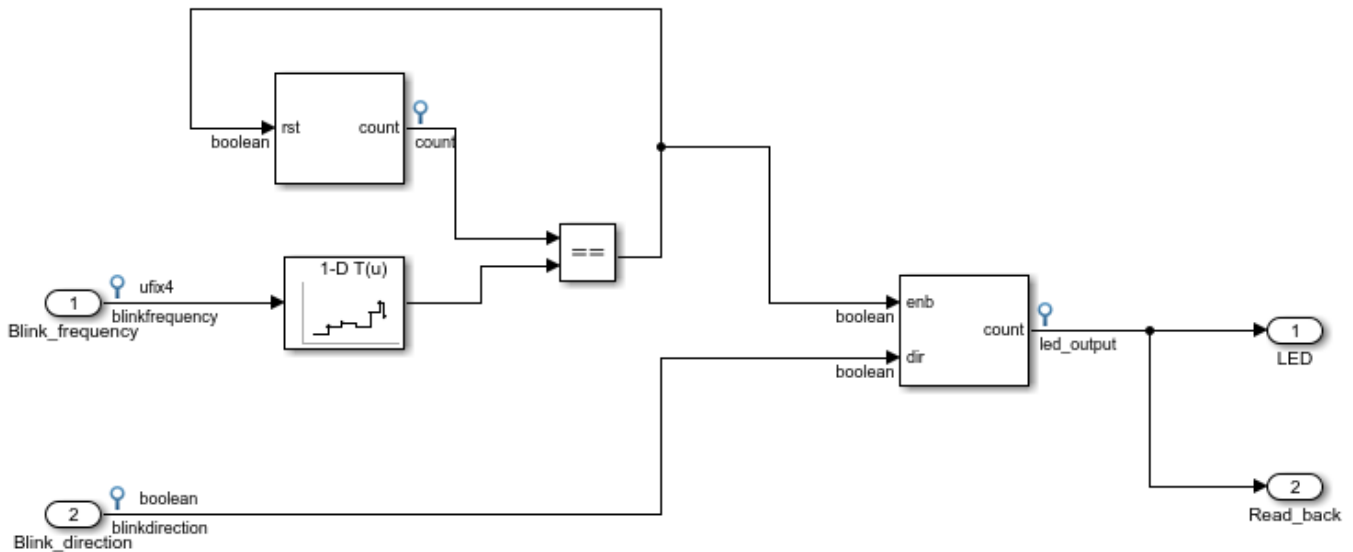 rst
count
boolean
count
1-D T(u)
==
1
ufix4
blinkfrequency
Blink_frequency
enb
boolean
count
dir
boolean
led_output
1
LED
2
boolean
blinkdirection
Blink_direction
2
Read_back